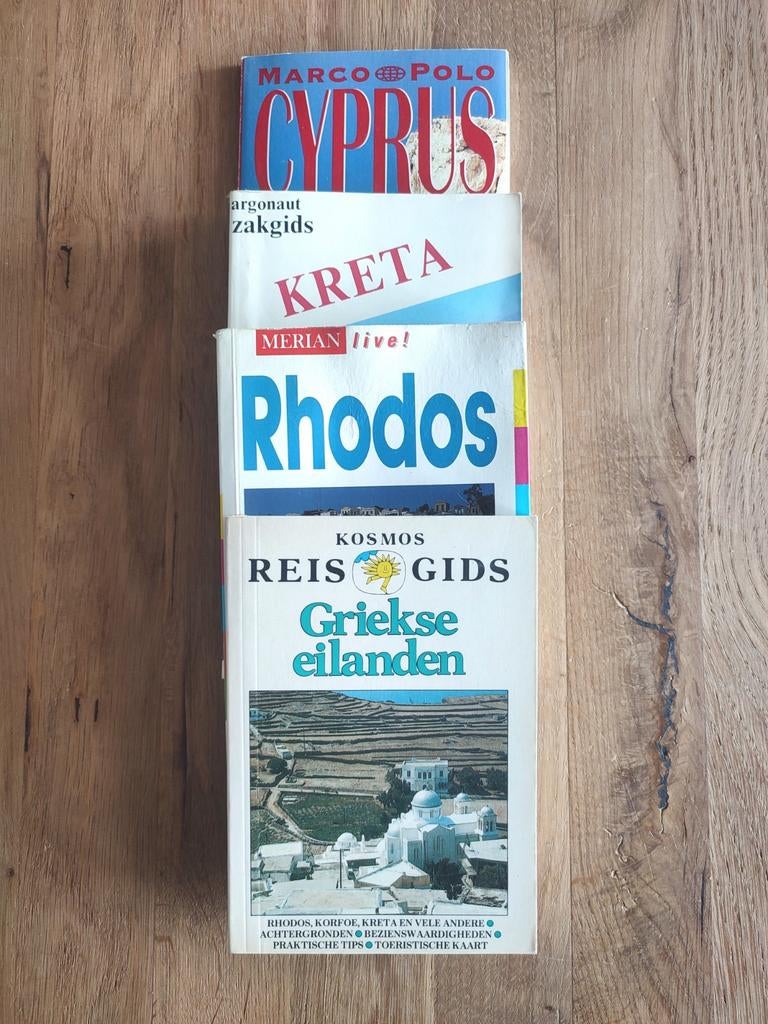 MARCO POLO
CYPRUS
argonaut
zakgids
KRETA
MERIAN live!
Rhodos
KOSMOS
REIS GIDS
Griekse
eilanden
RHODOS, KORFOE, KRETA EN VELE ANDERE •
ACHTERGRONDEN • BEZIENSWAARDIGHEDEN •
PRAKTISCHE TIPS • TOERISTISCHE KAART